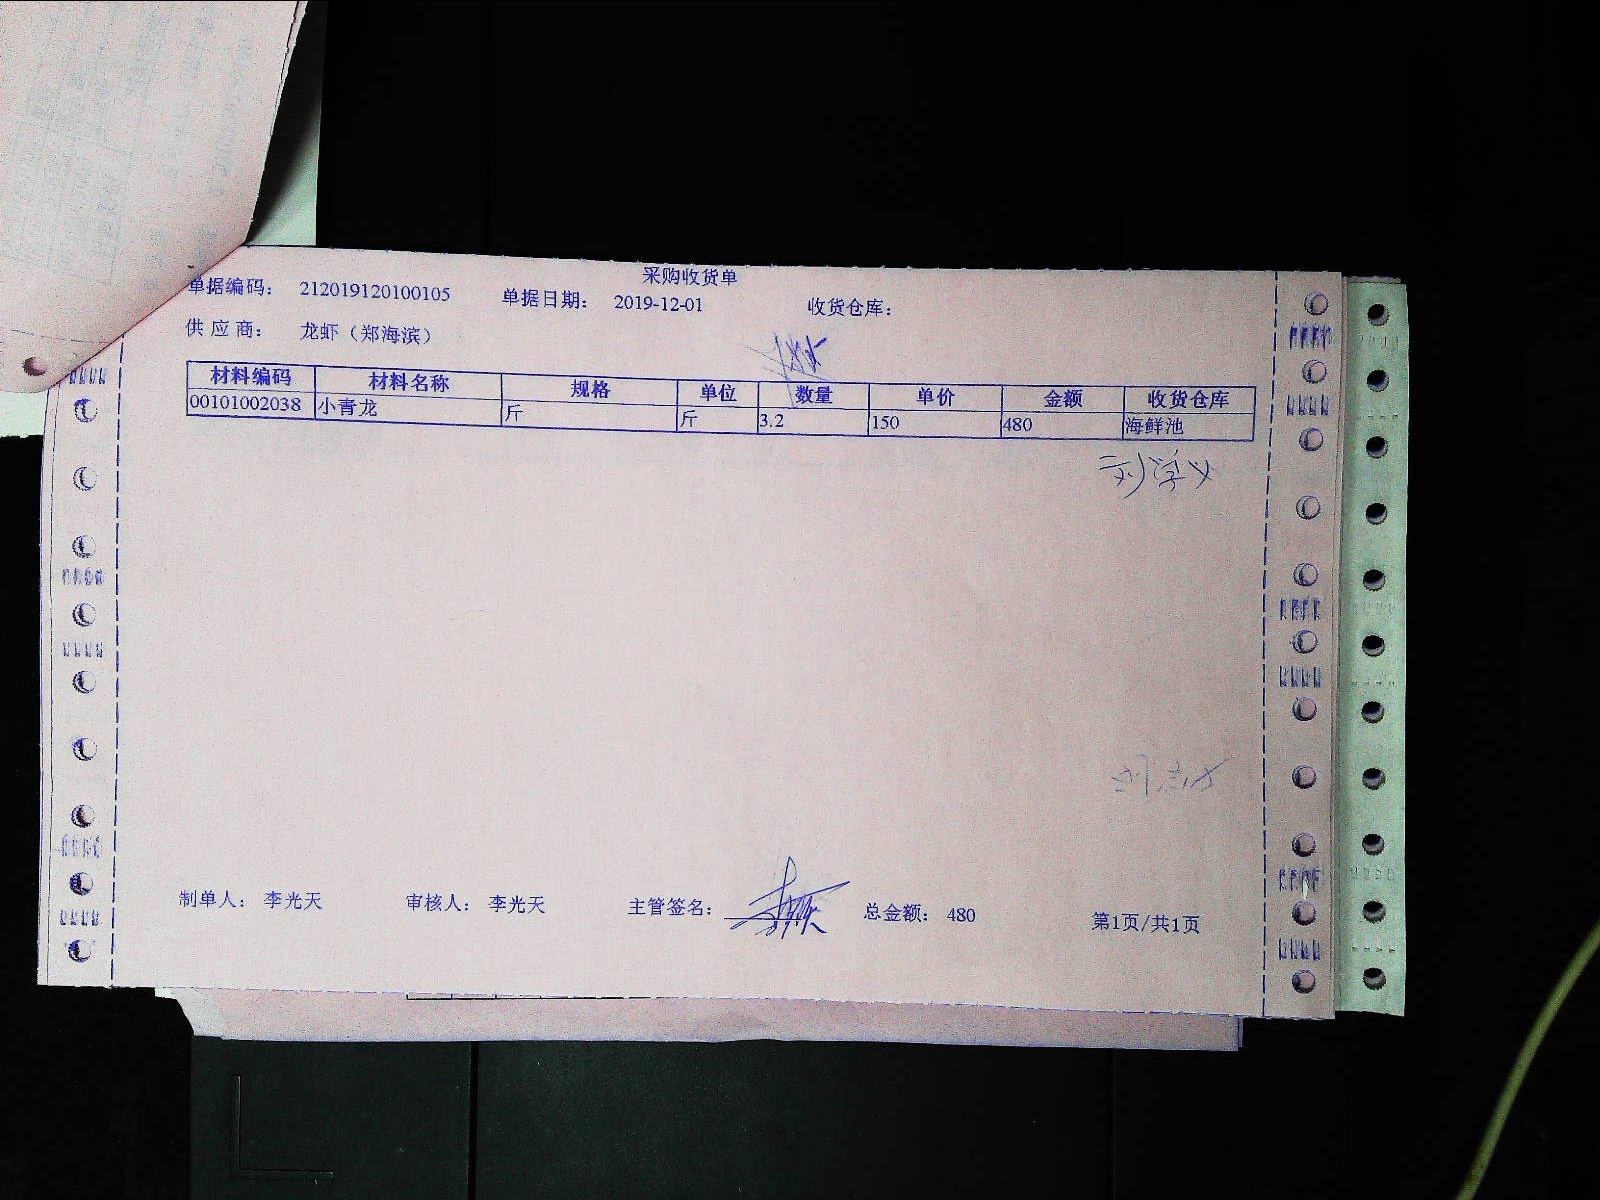 采购收货单
单据编码： 212019120100105 单据日期： 2019-12-01 收货仓库：
供应商： 龙虾（郑海滨）
材料编码 材料名称 规格 单位 数量 单价 金额 收货仓库
00101002038 小青龙 斤 斤 3.2 150 480 海鲜池
制单人： 李光天 审核人： 李光天 主管签名： 总金额： 480 第1页/共1页